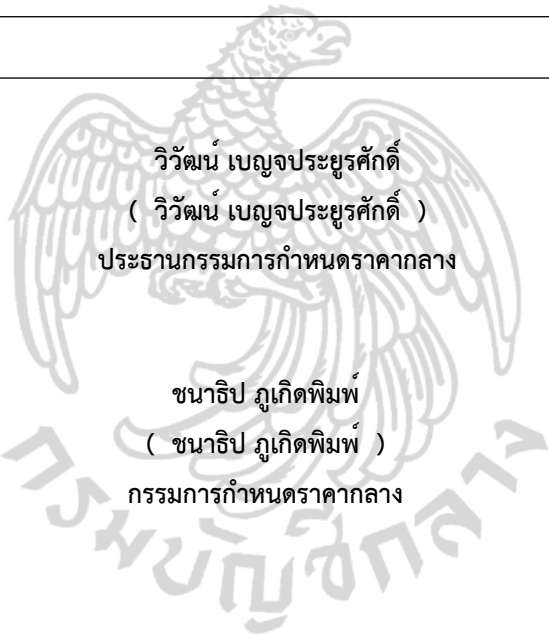 วิวัฒน์ เบญจประยูรศักดิ์
( วิวัฒน์ เบญจประยูรศักดิ์ )
ประธานกรรมการกำหนดราคากลาง
ชนาธิป ภูเกิดพิมพ์
( ชนาธิป ภูเกิดพิมพ์ )
กรรมการกำหนดราคากลาง
กรมบัญชีกลาง